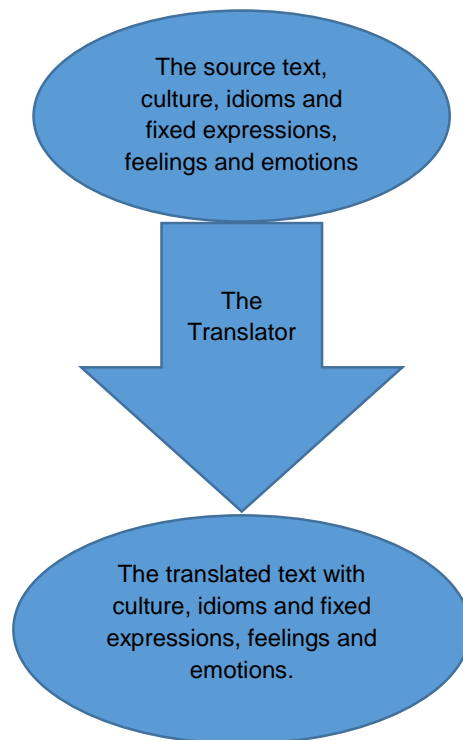 The source text,
culture, idioms and
fixed expressions,
feelings and emotions
The
Translator
The translated text with
culture, idioms and fixed
expressions, feelings and
emotions.